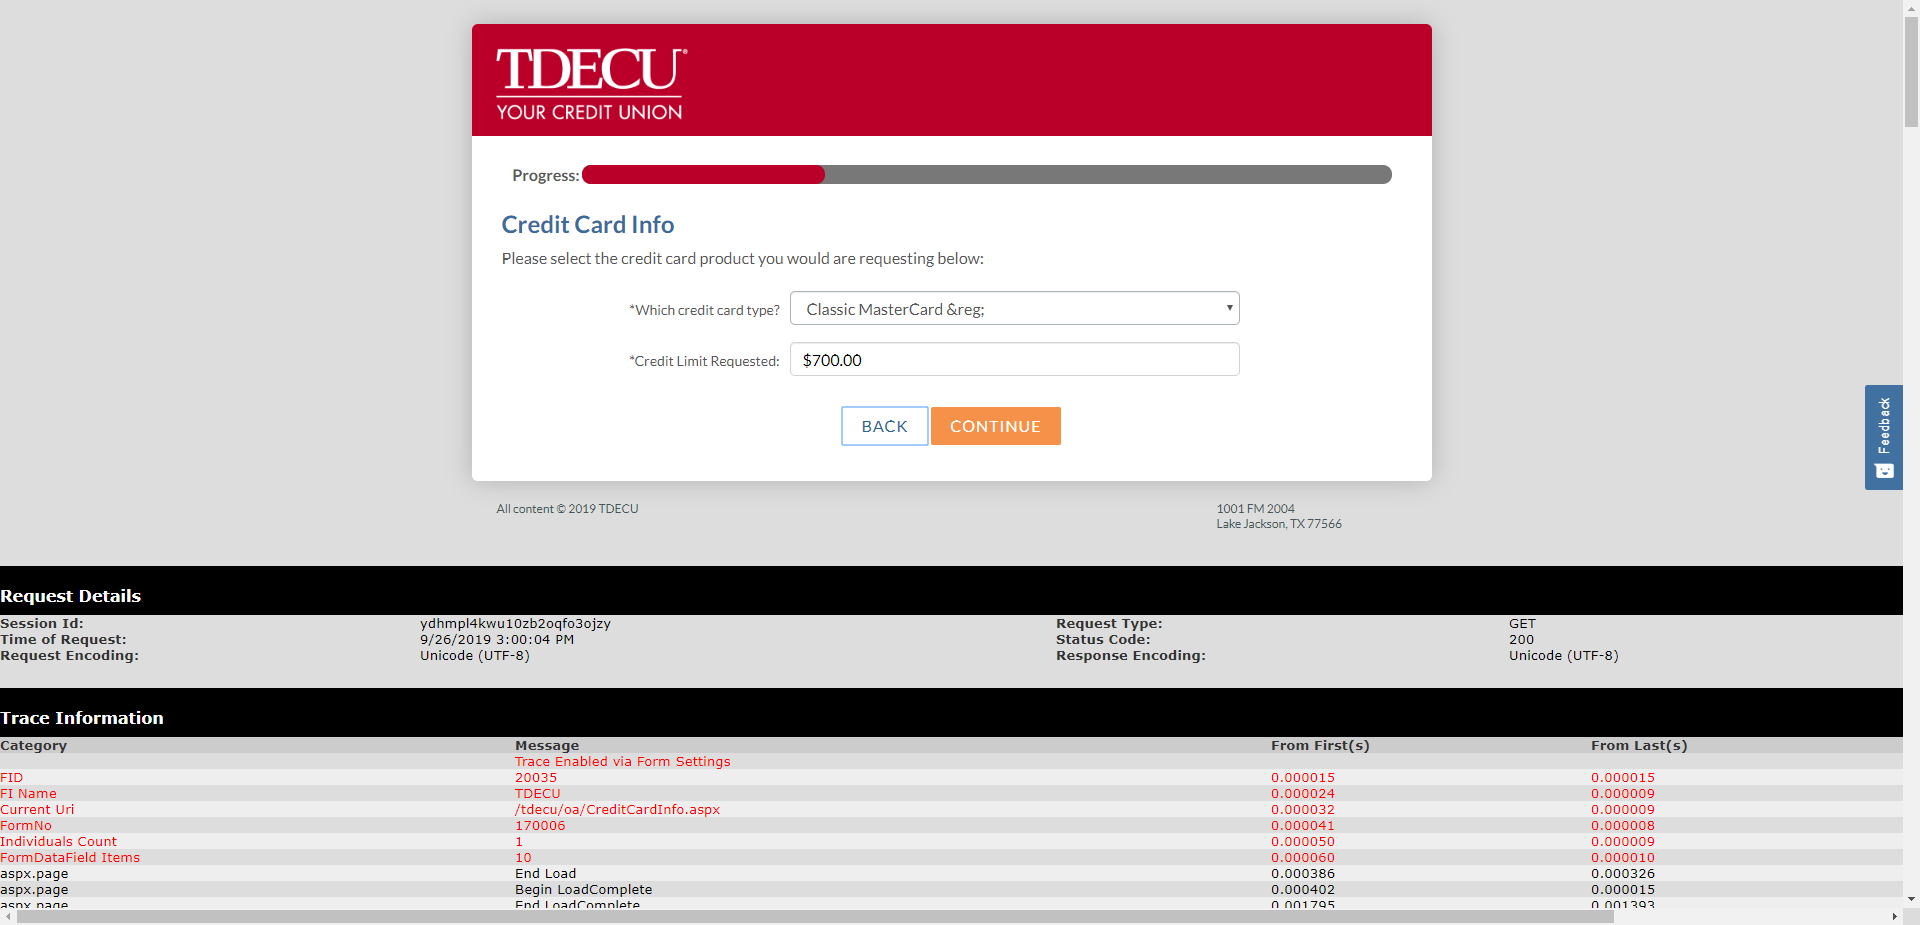 TDECU®
YOUR CREDIT UNION
Progress:
Credit Card Info
Please select the credit card product you would are requesting below:
*Which credit card type? Classic MasterCard &reg;
*Credit Limit Requested: $700.00
BACK CONTINUE
Feedback
All content © 2019 TDECU
1001 FM 2004
Lake Jackson, TX 77566
Request Details
Session Id: ydhmpl4kwu10zb2oqfo3ojzy Request Type: GET
Time of Request: 9/26/2019 3:00:04 PM Status Code: 200
Request Encoding: Unicode (UTF-8) Response Encoding: Unicode (UTF-8)
Trace Information
Category Message From First(s) From Last(s)
Trace Enabled via Form Settings
FID 20035 0.000015 0.000015
FI Name TDECU 0.000024 0.000009
Current Uri /tdecu/oa/CreditCardInfo.aspx 0.000032 0.000009
FormNo 170006 0.000041 0.000008
Individuals Count 1 0.000050 0.000009
FormDataField Items 10 0.000060 0.000010
aspx.page End Load 0.000386 0.000326
aspx.page Begin LoadComplete 0.000402 0.000015
aspx.page End LoadComplete 0.001795 0.001393